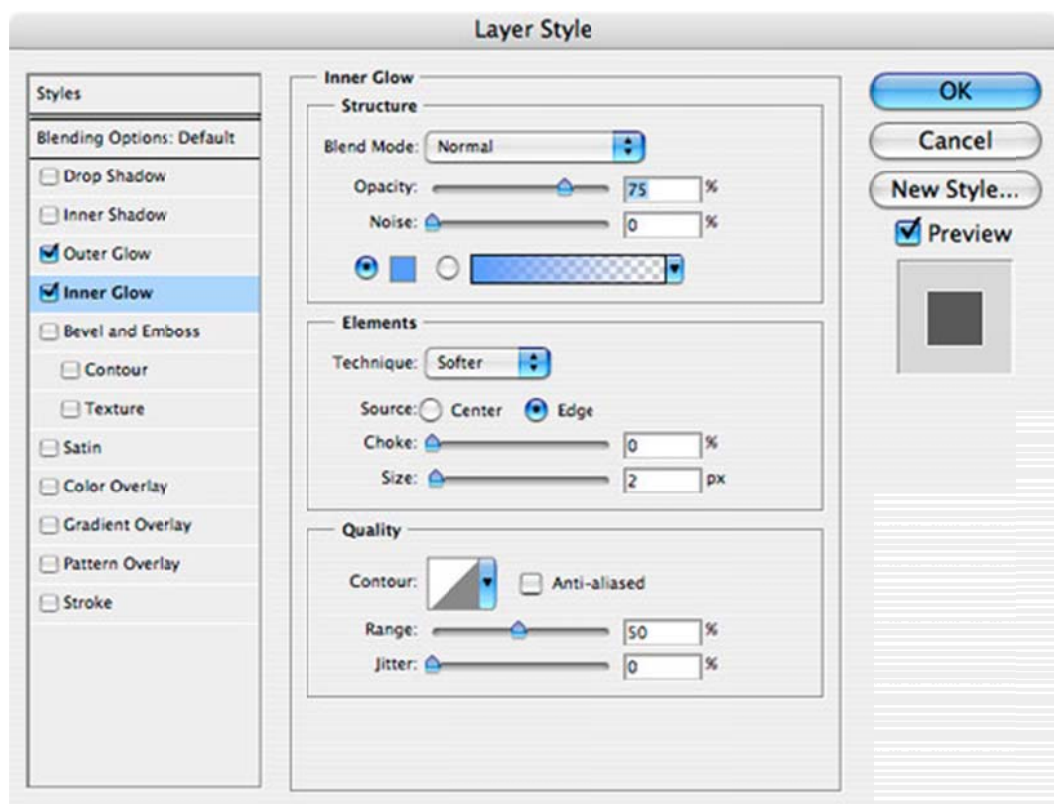 Layer Style
Styles
Blending Options: Default
Drop Shadow
Inner Shadow
Outer Glow
Inner Glow
Bevel and Emboss
Contour
Texture
Satin
Color Overlay
Gradient Overlay
Pattern Overlay
Stroke
Inner Glow
Structure
Blend Mode: Normal
Opacity: 75 %
Noise: 0 %
Elements
Technique: Softer
Source: Center Edge
Choke: 0 %
Size: 2 px
Quality
Contour: Anti-aliased
Range: 50 %
Jitter: 0 %
OK
Cancel
New Style...
Preview